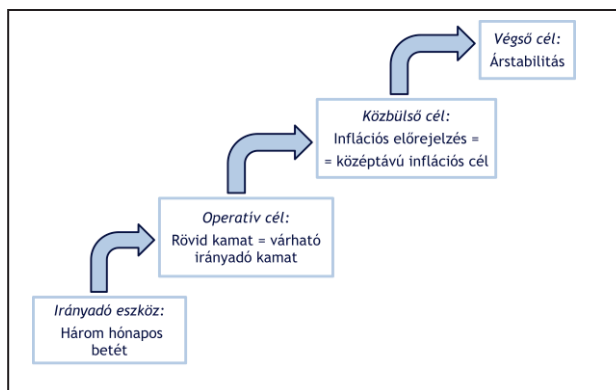 Végső cél:
Árstabilitás
Közbülső cél:
Inflációs előrejelzés =
= középtávú inflációs cél
Operatív cél:
Rövid kamat = várható
irányadó kamat
Irányadó eszköz:
Három hónapos
betét